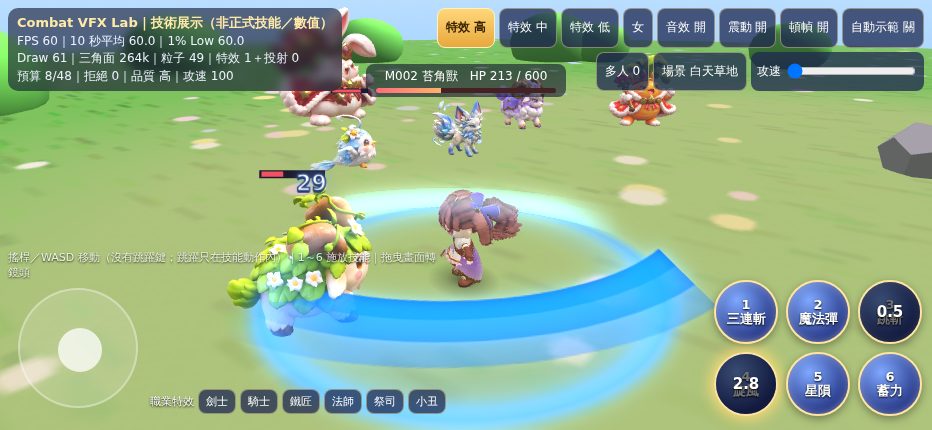 Combat VFX Lab｜技術展示（非正式技能／數值）
FPS 60｜10 秒平均 60.0｜1% Low 60.0
Draw 61｜三角面 264k｜粒子 49｜特效 1＋投射 0
預算 8/48｜拒絕 0｜品質 高｜攻速 100
特效 高
特效 中
特效 低
女
音效 開
震動 開
頓幀 開
自動示範 關
M002 苔角獸 HP 213 / 600
多人 0
場景 白天草地
攻速
29
搖桿／WASD 移動（沒有跳躍鍵；跳躍只在技能動作內）｜1~6 施放技能｜拖曳畫面轉
鏡頭
1
三連斬
2
魔法彈
3
0.5
跳斬
4
2.8
旋風
5
星隕
6
蓄力
職業特效
劍士
騎士
鐵匠
法師
祭司
小丑